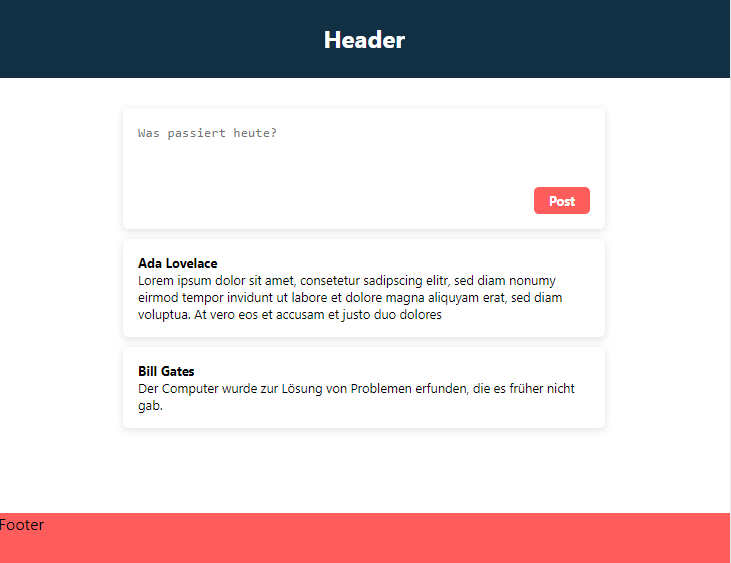 Header
Was passiert heute?
Post
Ada Lovelace
Lorem ipsum dolor sit amet, consetetur sadipscing elitr, sed diam nonumy
eirmod tempor invidunt ut labore et dolore magna aliquyam erat, sed diam
voluptua. At vero eos et accusam et justo duo dolores
Bill Gates
Der Computer wurde zur Lösung von Problemen erfunden, die es früher nicht
gab.
Footer